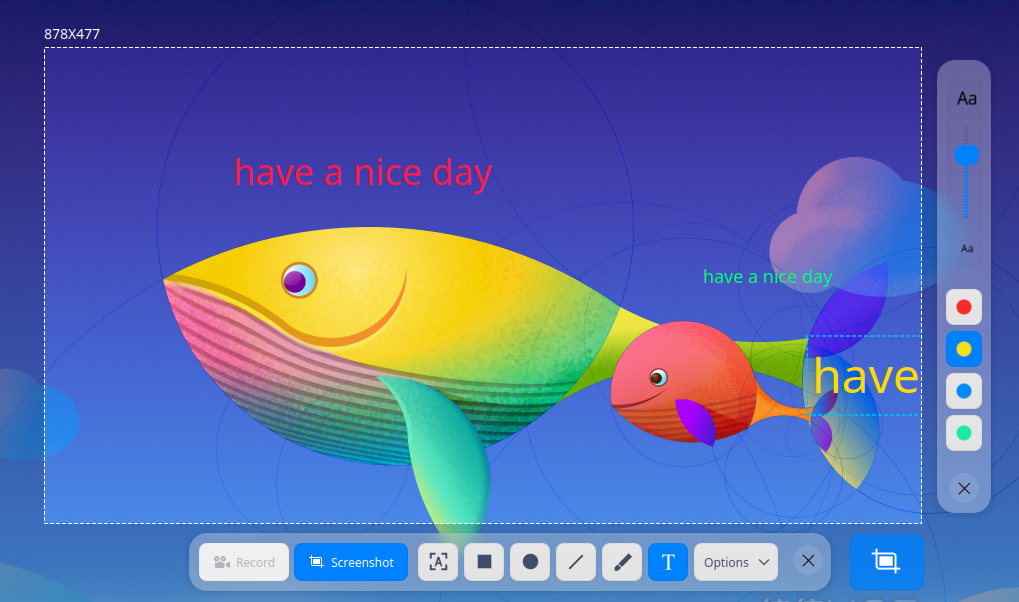 878X477
Aa
have a nice day
Aa
have a nice day
have
Record
Screenshot
A
T
Options